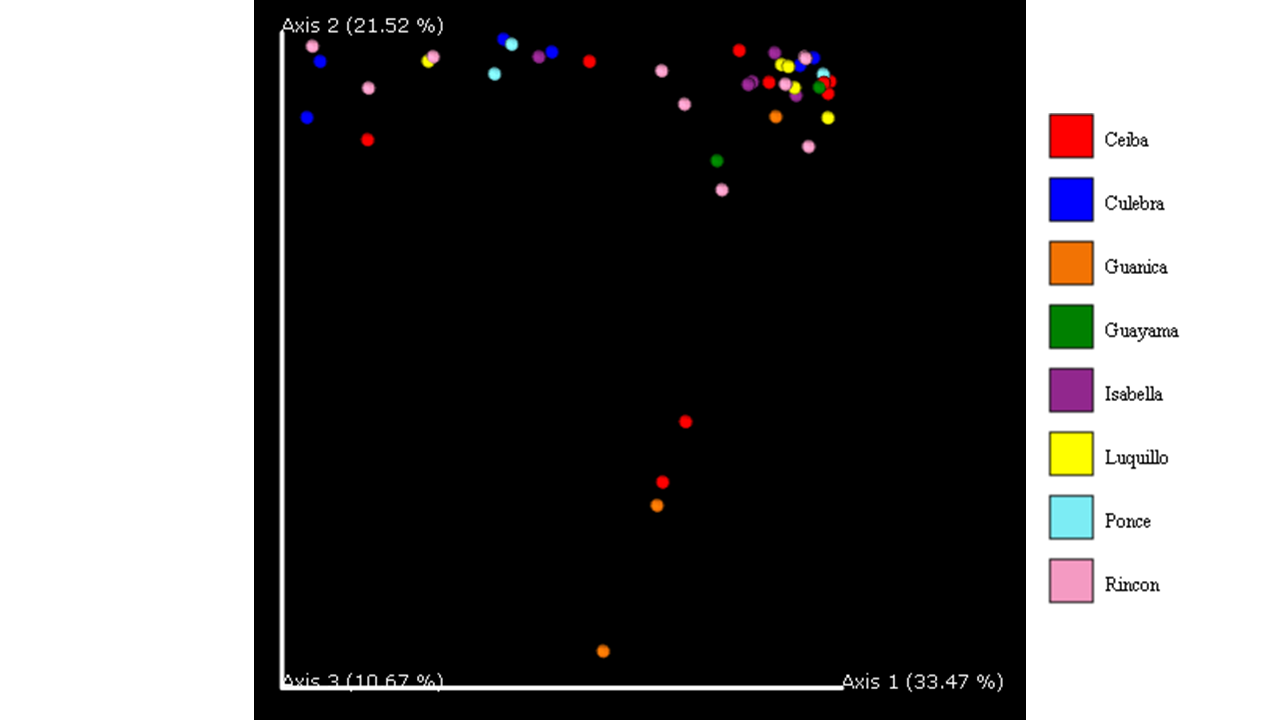 Axis 2 (21.52 %)
Ceiba
Culebra
Guanica
Guayama
Isabella
Luquillo
Ponce
Rincon
Axis 3 (10.67 %)
Axis 1 (33.47 %)